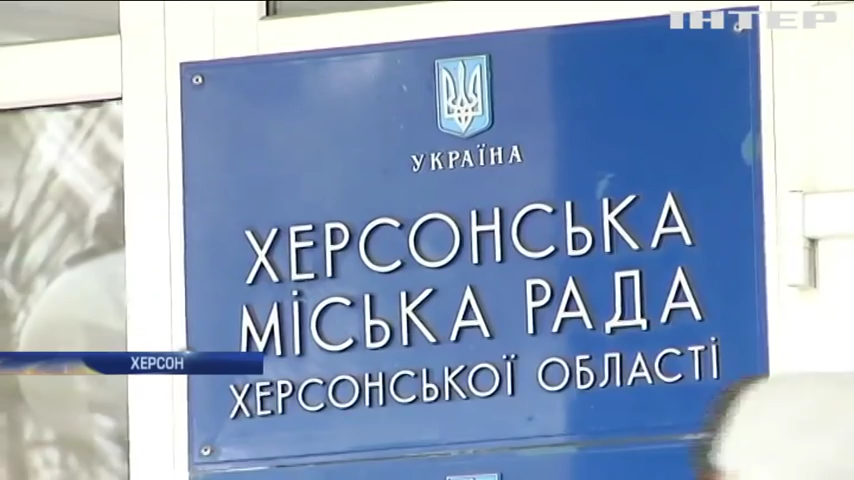 ІНТЕР
УКРАЇНА
ХЕРСОНСЬКА
МІСЬКА РАДА
ХЕРСОНСЬКОЇ ОБЛАСТІ
ХЕРСОН